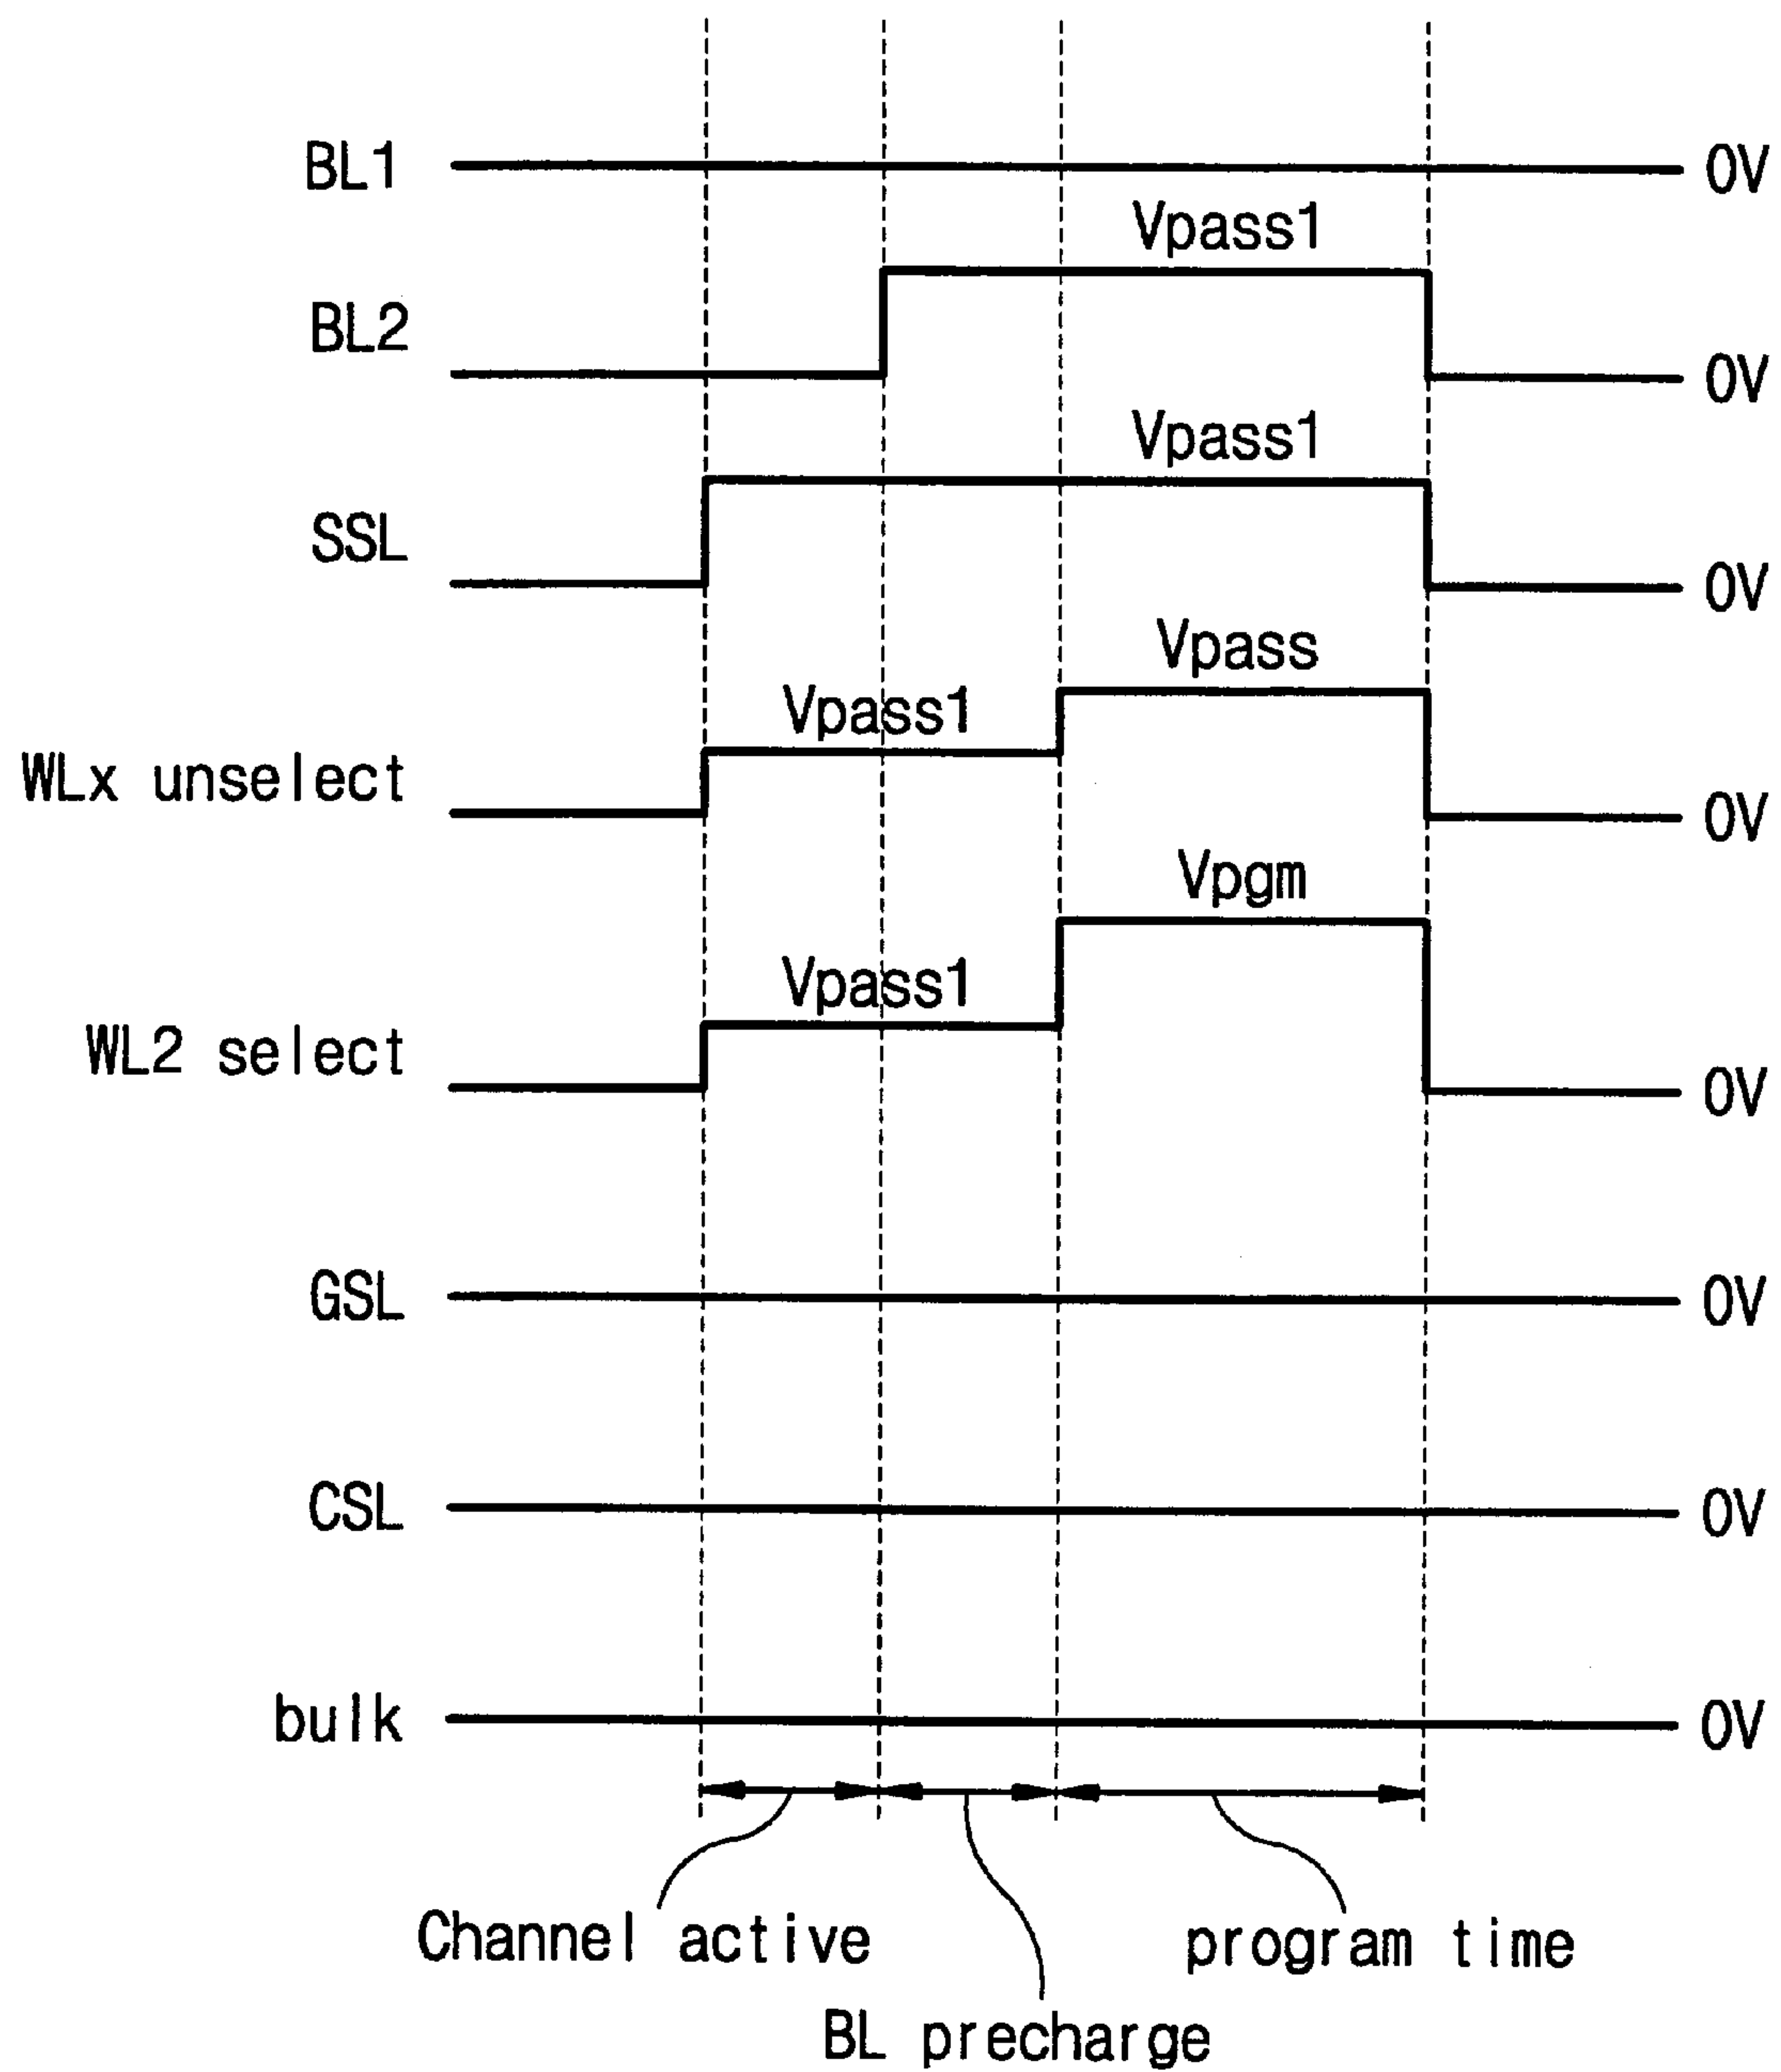 BL1
0V
Vpass1
BL2
0V
Vpass1
SSL
0V
Vpass
Vpass1
WLx unselect
0V
Vpgm
Vpass1
WL2 select
0V
GSL
0V
CSL
0V
bulk
0V
Channel active
program time
BL precharge